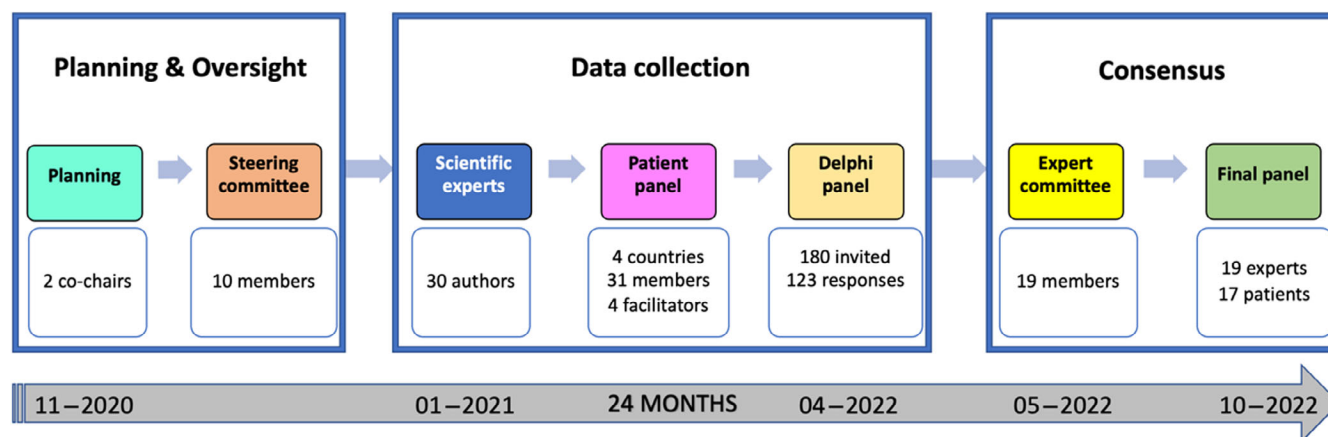 Planning & Oversight
Planning
Steering
committee
2 co-chairs
10 members
Data collection
Scientific
experts
Patient
panel
Delphi
panel
30 authors
4 countries
31 members
4 facilitators
180 invited
123 responses
Consensus
Expert
committee
Final panel
19 members
19 experts
17 patients
11–2020
01–2021
24 MONTHS
04–2022
05–2022
10–2022